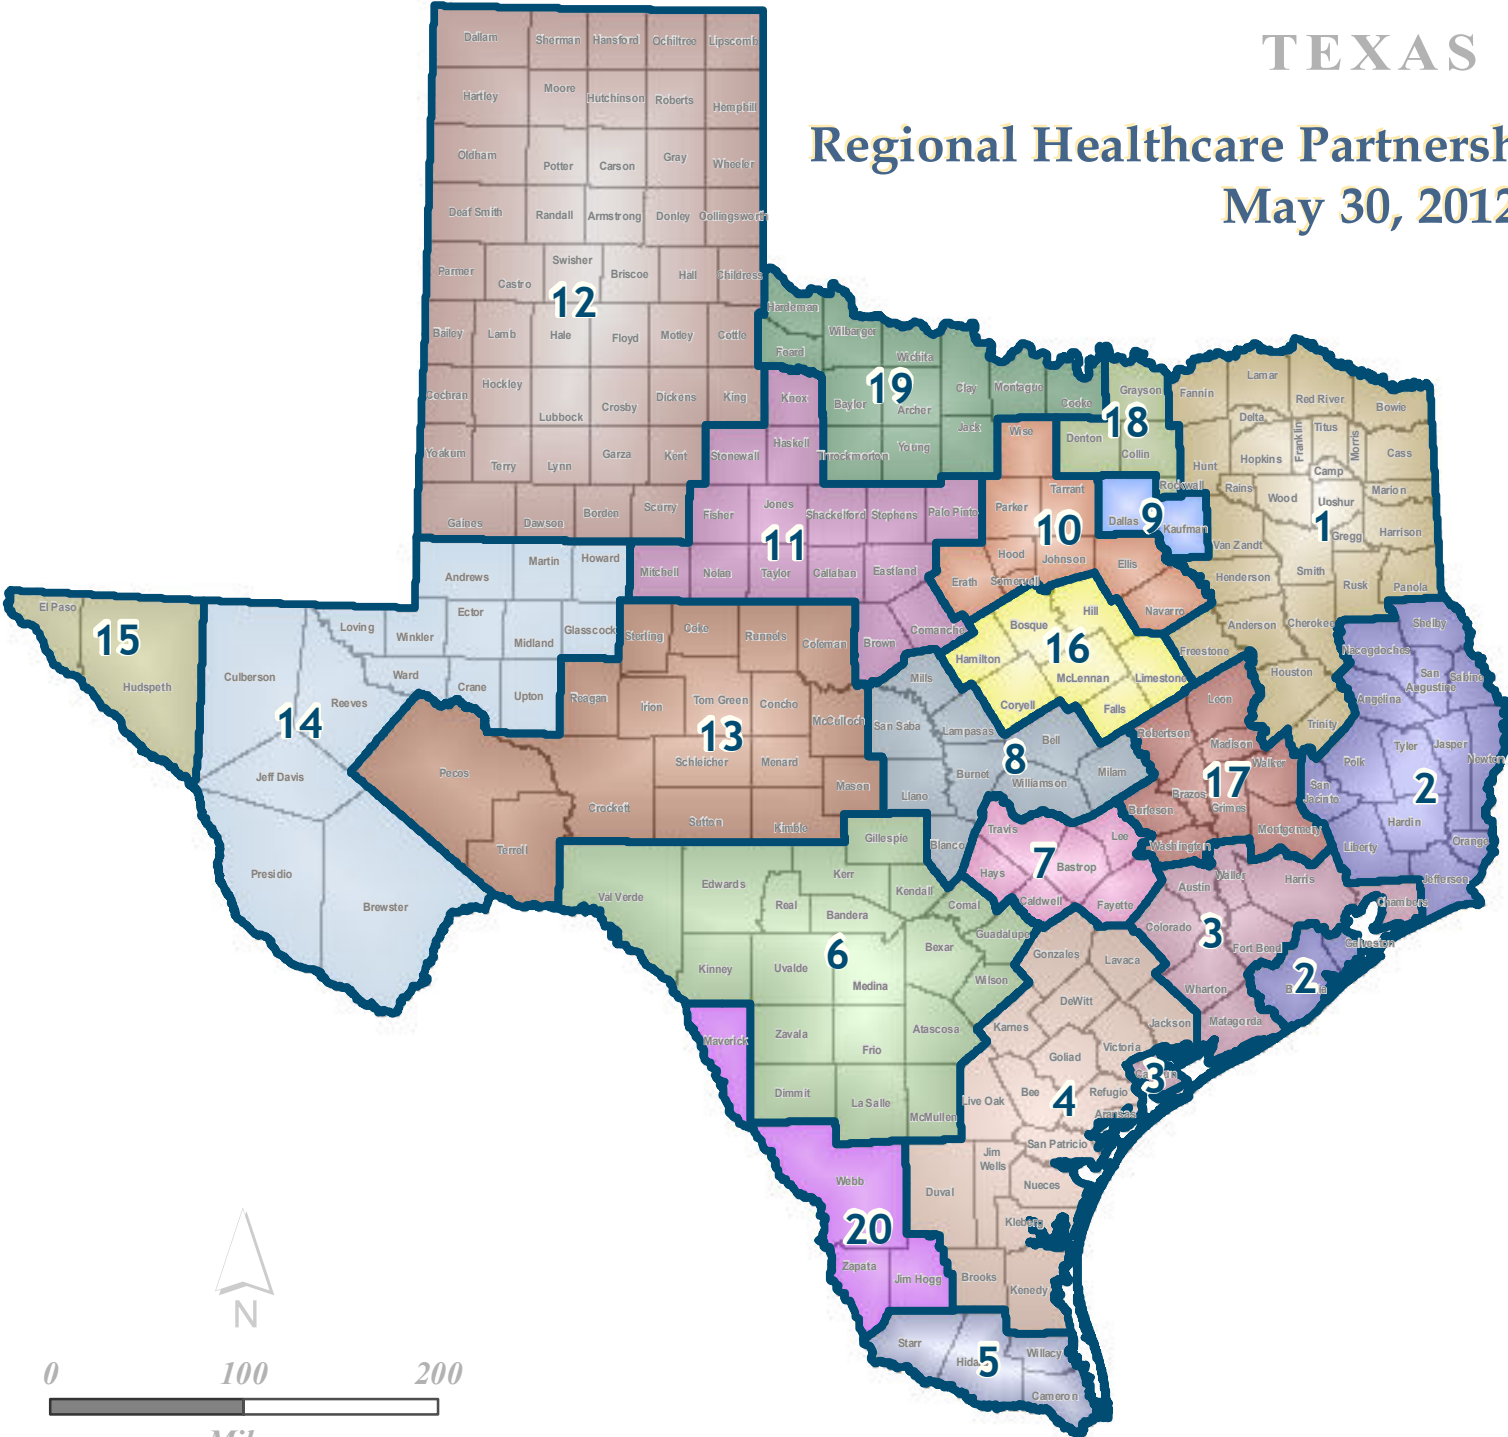 TEXAS
Regional Healthcare Partnersh
May 30, 2012
Dallam
Sherman
Hansford
Ochiltree
Lipscomb
Hartley
Moore
Hutchinson
Roberts
Hemphill
Oldham
Potter
Carson
Gray
Wheeler
Deaf Smith
Randall
Armstrong
Donley
Collingsworth
Parmer
Castro
Swisher
Briscoe
Hall
Childress
12
Bailey
Lamb
Hale
Floyd
Motley
Cottle
Cochran
Hockley
Lubbock
Crosby
Dickens
King
Yoakum
Terry
Lynn
Garza
Kent
Gaines
Dawson
Borden
Scurry
Hardeman
Foard
Wilbarger
Wichita
19
Baylor
Archer
Clay
Montague
Cooke
Jack
Throckmorton
Young
Knox
Haskell
Stonewall
Fisher
Jones
Shackelford
Stephens
Palo Pinto
11
Mitchell
Nolan
Taylor
Callahan
Eastland
Brown
Comanche
Grayson
18
Denton
Collin
Rockwall
Wise
Parker
Tarrant
10
Hood
Johnson
Ellis
Erath
Somervell
Navarro
Dallas
9
Kaufman
Fannin
Lamar
Red River
Bowie
Delta
Franklin
Titus
Morris
Cass
Hunt
Hopkins
Camp
Rains
Wood
Upshur
Marion
1
Gregg
Harrison
Van Zandt
Smith
Henderson
Rusk
Panola
Anderson
Cherokee
Freestone
Houston
Trinity
Hill
Bosque
16
Hamilton
McLennan
Limestone
Coryell
Falls
Andrews
Martin
Howard
Ector
Midland
Glasscock
Loving
Winkler
Ward
Crane
Upton
Culberson
Reeves
14
Jeff Davis
Presidio
Brewster
El Paso
15
Hudspeth
Sterling
Coke
Runnels
Coleman
Reagan
Irion
Tom Green
Concho
McCulloch
13
Schleicher
Menard
Mason
Pecos
Crockett
Sutton
Kimble
Terrell
Mills
San Saba
Lampasas
Bell
8
Burnet
Williamson
Milam
Llano
Blanco
Leon
Robertson
Madison
Walker
17
Brazos
Grimes
Burleson
Montgomery
Washington
Shelby
Nacogdoches
San
Augustine
Sabine
Angelina
Polk
Tyler
Jasper
Newton
San
Jacinto
2
Hardin
Liberty
Orange
Jefferson
Travis
Lee
7
Hays
Bastrop
Caldwell
Fayette
Austin
Waller
Harris
Chambers
Colorado
3
Fort Bend
Galveston
Wharton
2
Matagorda
3
Gillespie
Val Verde
Edwards
Kerr
Kendall
Real
Bandera
Comal
Guadalupe
6
Bexar
Kinney
Uvalde
Medina
Wilson
Zavala
Frio
Atascosa
Dimmit
La Salle
McMullen
Maverick
Gonzales
Lavaca
DeWitt
Karnes
Jackson
Goliad
Victoria
Bee
4
Refugio
Live Oak
Aransas
San Patricio
Jim
Wells
Duval
Nueces
Kleberg
Brooks
Kenedy
Webb
20
Zapata
Jim Hogg
Starr
5
Willacy
Cameron
N
0
100
200